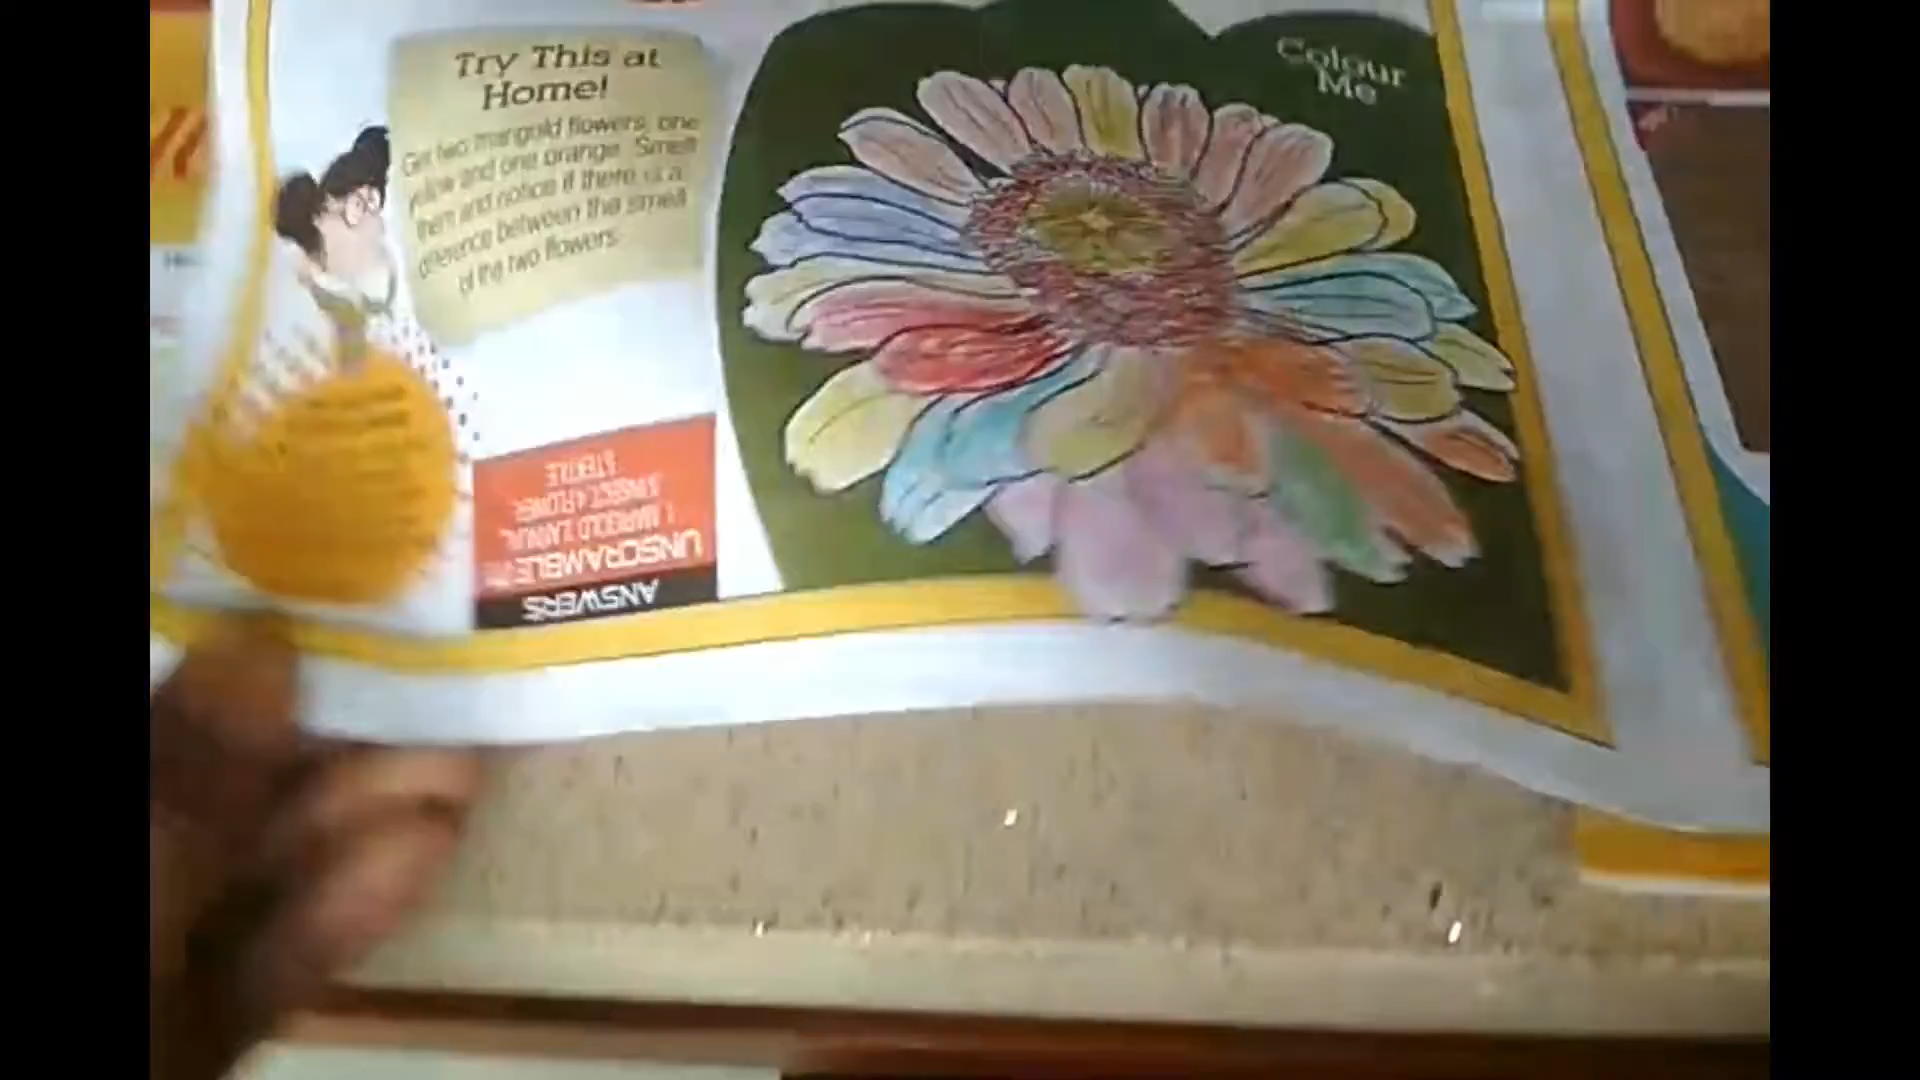 Try This at
Home!
Get two marigold flowers, one
yellow and one orange. Smell
them and notice if there is a
difference between the smell
of the two flowers.
Colour
Me
ANSWERS
UNSCRAMBLE
1. MARIGOLD 2. ANNUAL
3. INSECT 4. FLOWER
5. TEXTILE